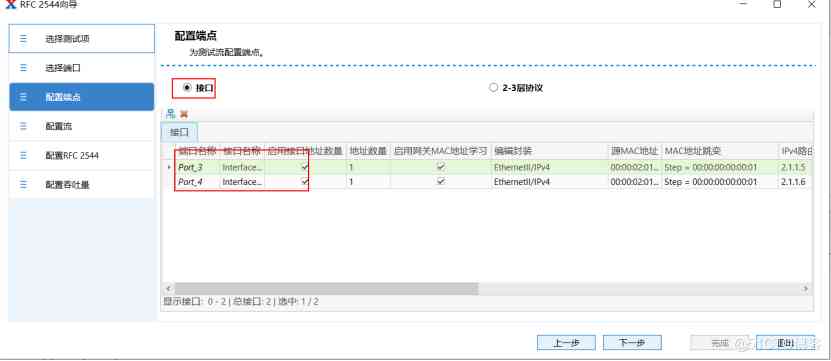 RFC 2544向导
选择测试项
选择端口
配置端点
配置流
配置RFC 2544
配置吞吐量
配置端点
为测试流配置端点。
接口
2-3层协议
接口
端口名称 接口名称 启用接口地址数量 地址数量 启用网关MAC地址学习 编辑封装 源MAC地址 MAC地址跳变 IPv4路由
Port_3 Interface... 1 EthernetII/IPv4 00:00:02:01... Step = 00:00:00:00:00:01 2.1.1.5
Port_4 Interface... 1 EthernetII/IPv4 00:00:02:01... Step = 00:00:00:00:00:01 2.1.1.6
显示接口: 0 - 2 | 总接口: 2 | 选中: 1 / 2
上一步 下一步 完成 退出